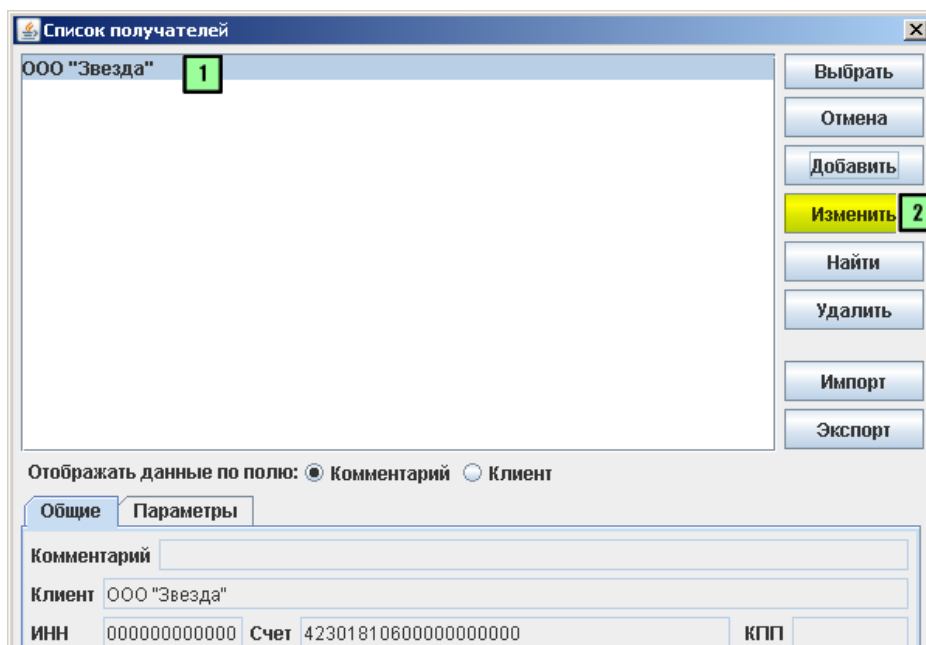 Список получателей
ООО "Звезда" 1
Выбрать
Отмена
Добавить
Изменить 2
Найти
Удалить
Импорт
Экспорт
Отображать данные по полю: Комментарий Клиент
Общие Параметры
Комментарий
Клиент ООО "Звезда"
ИНН 000000000000 Счет 42301810600000000000 КПП